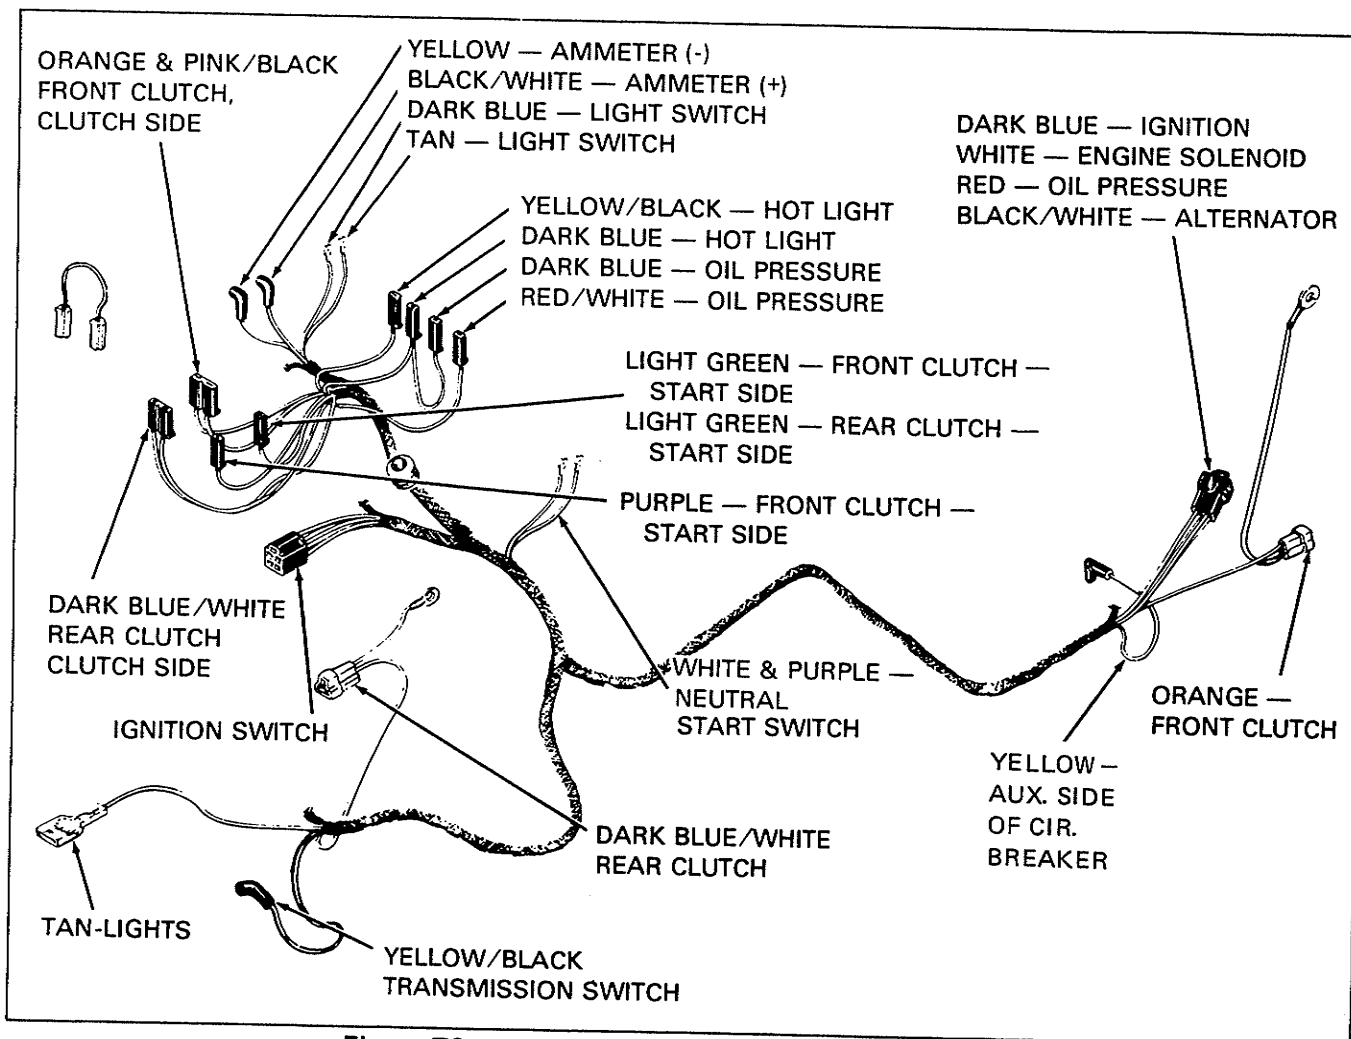 ORANGE & PINK/BLACK
FRONT CLUTCH,
CLUTCH SIDE
YELLOW — AMMETER (-)
BLACK/WHITE — AMMETER (+)
DARK BLUE — LIGHT SWITCH
TAN — LIGHT SWITCH
DARK BLUE — IGNITION
WHITE — ENGINE SOLENOID
RED — OIL PRESSURE
BLACK/WHITE — ALTERNATOR
YELLOW/BLACK — HOT LIGHT
DARK BLUE — HOT LIGHT
DARK BLUE — OIL PRESSURE
RED/WHITE — OIL PRESSURE
LIGHT GREEN — FRONT CLUTCH —
START SIDE
LIGHT GREEN — REAR CLUTCH —
START SIDE
PURPLE — FRONT CLUTCH —
START SIDE
DARK BLUE/WHITE
REAR CLUTCH
CLUTCH SIDE
IGNITION SWITCH
WHITE & PURPLE —
NEUTRAL
START SWITCH
ORANGE —
FRONT CLUTCH
YELLOW —
AUX. SIDE
OF CIR.
BREAKER
DARK BLUE/WHITE
REAR CLUTCH
TAN-LIGHTS
YELLOW/BLACK
TRANSMISSION SWITCH